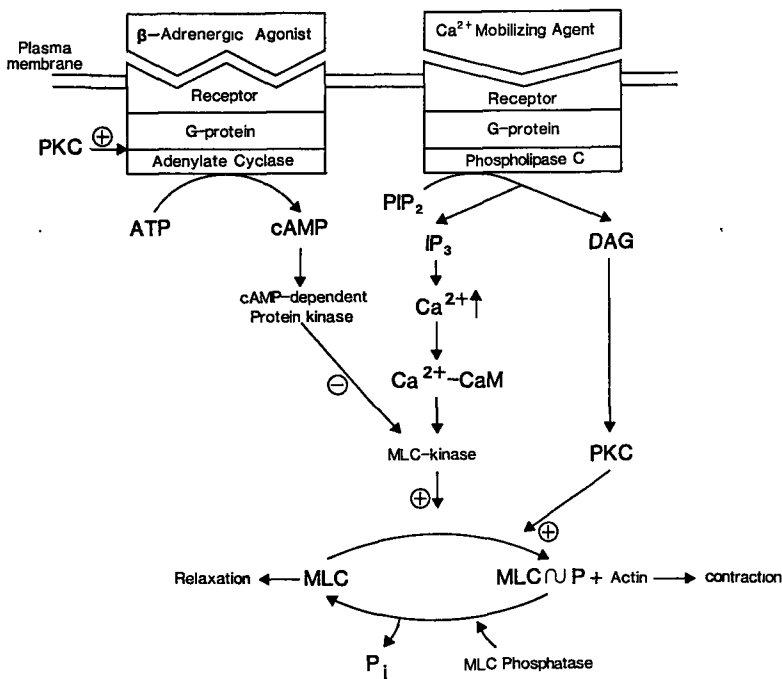 β-Adrenergic Agonist
Ca2+ Mobilizing Agent
Plasma
membrane
Receptor
Receptor
G-protein
G-protein
PKC ⊕
Adenylate Cyclase
Phospholipase C
PIP2
ATP
cAMP
IP3
DAG
cAMP-dependent
Protein kinase
Ca2+↑
⊖
Ca2+-CaM
MLC-kinase
PKC
⊕
⊕
Relaxation
MLC
MLC∩P + Actin
contraction
Pi
MLC Phosphatase